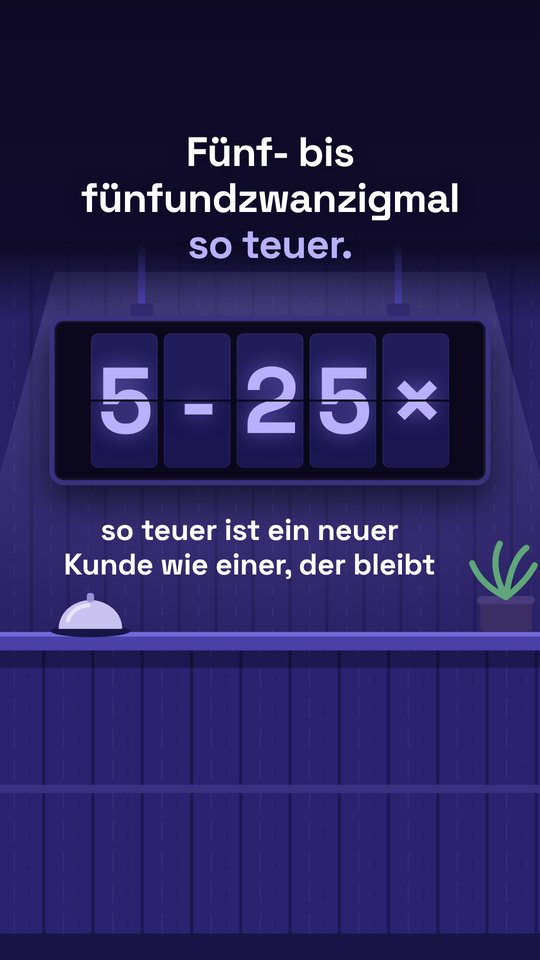 Fünf- bis
fünfundzwanzigmal
so teuer.
5-25×
so teuer ist ein neuer
Kunde wie einer, der bleibt